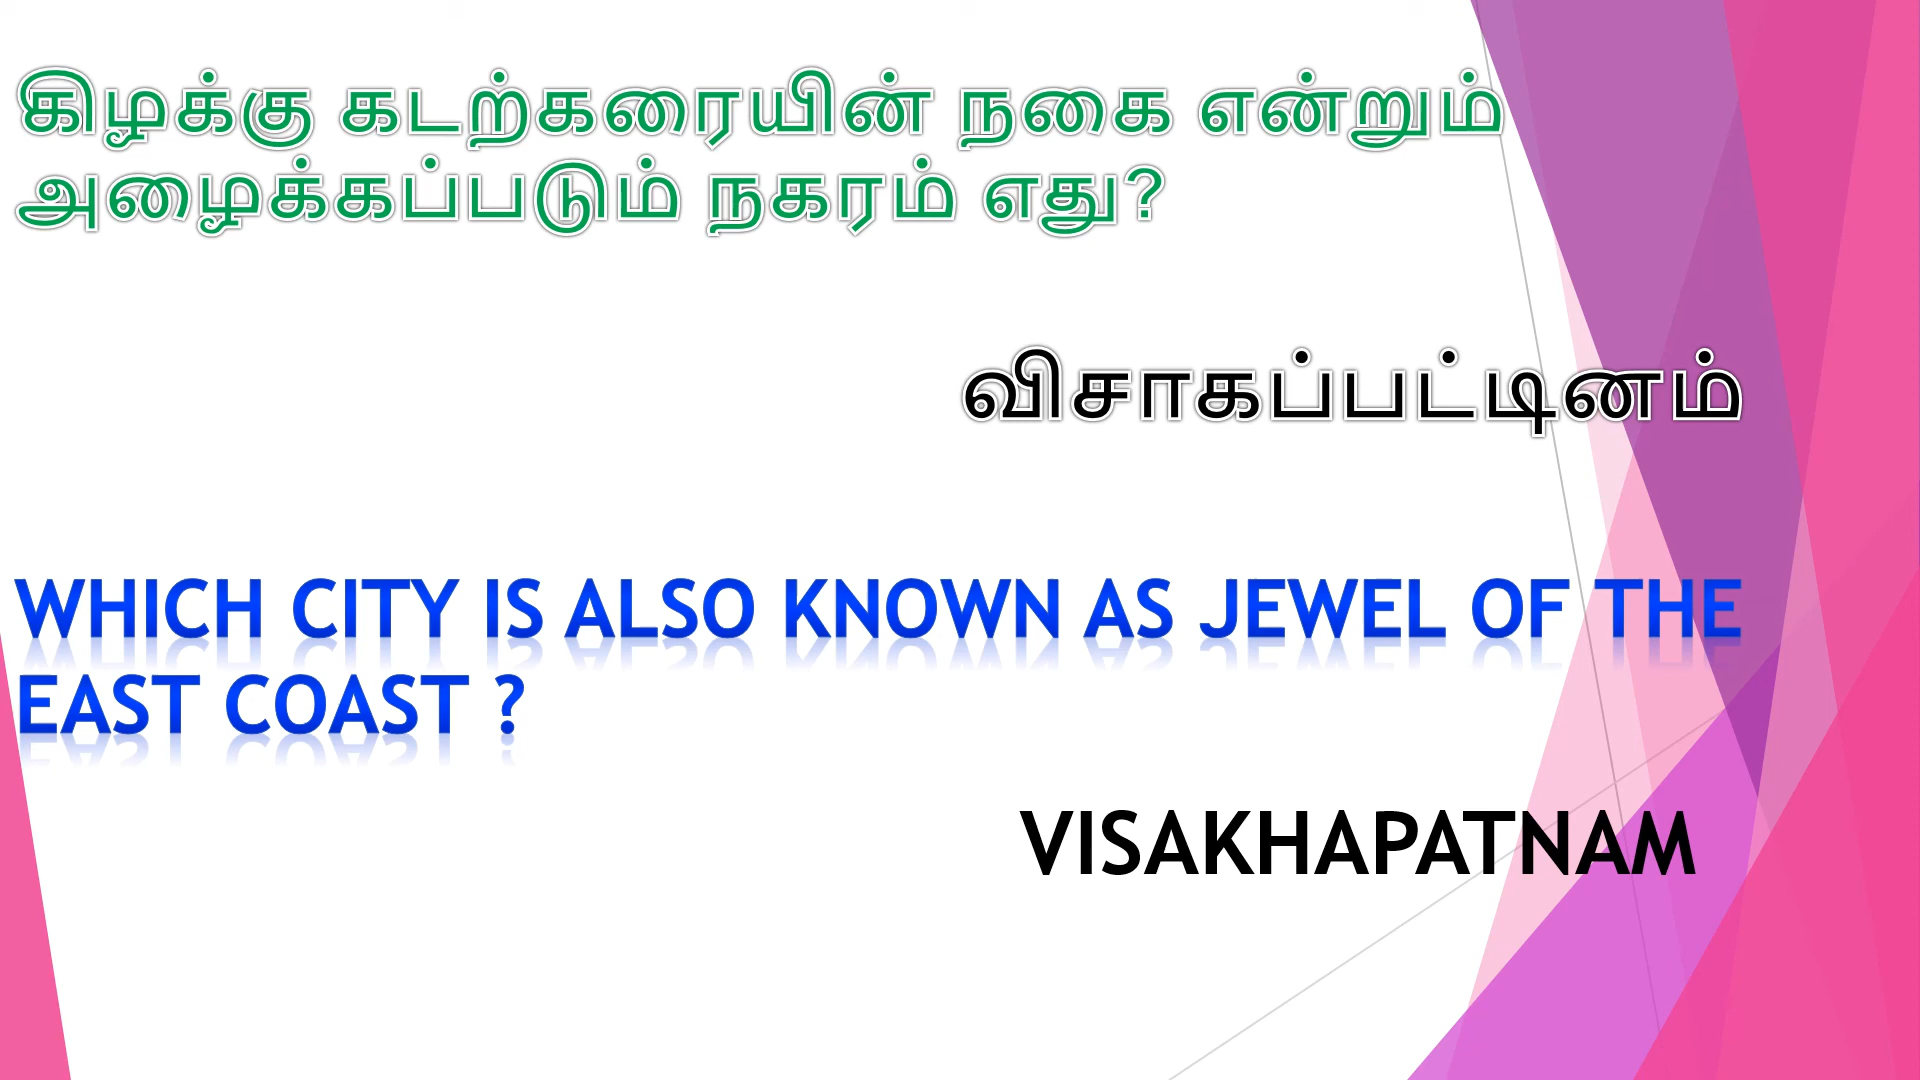 கிழக்கு கடற்கரையின் நகை என்றும்
அழைக்கப்படும் நகரம் எது?
விசாகப்பட்டினம்
WHICH CITY IS ALSO KNOWN AS JEWEL OF THE
EAST COAST ?
VISAKHAPATNAM